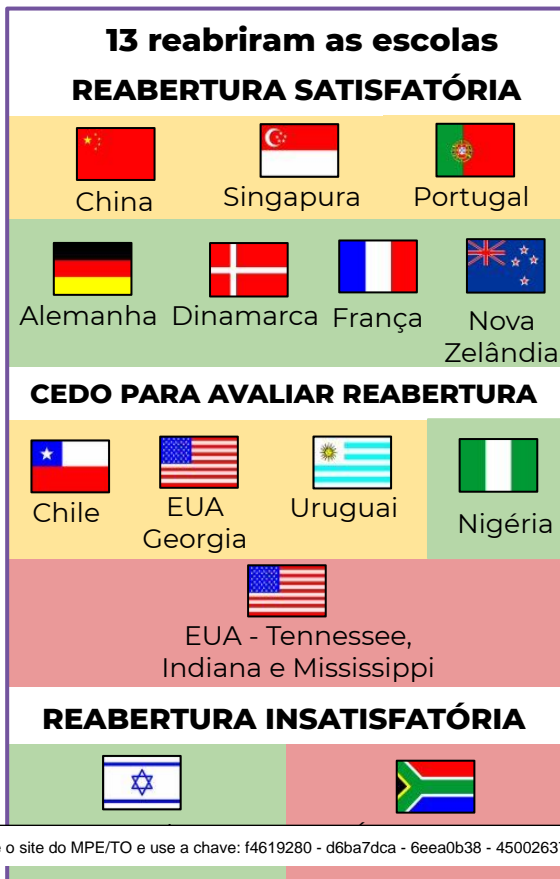 13 reabriram as escolas
REABERTURA SATISFATÓRIA
China
Singapura
Portugal
Alemanha
Dinamarca
França
Nova
Zelândia
CEDO PARA AVALIAR REABERTURA
Chile
EUA
Georgia
Uruguai
Nigéria
EUA - Tennessee,
Indiana e Mississippi
REABERTURA INSATISFATÓRIA
o site do MPE/TO e use a chave: f4619280 - d6ba7dca - 6eea0b38 - 4500263